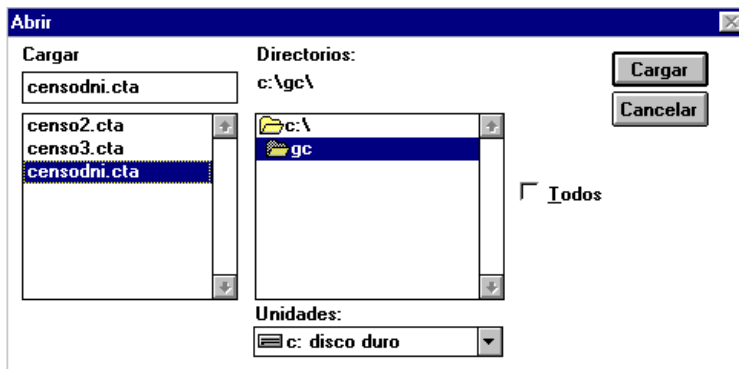 Abrir
Cargar
censodni.cta
censo2.cta
censo3.cta
censodni.cta
Directorios:
c:\gc\
c:\
gc
Unidades:
c: disco duro
Todos
Cargar
Cancelar